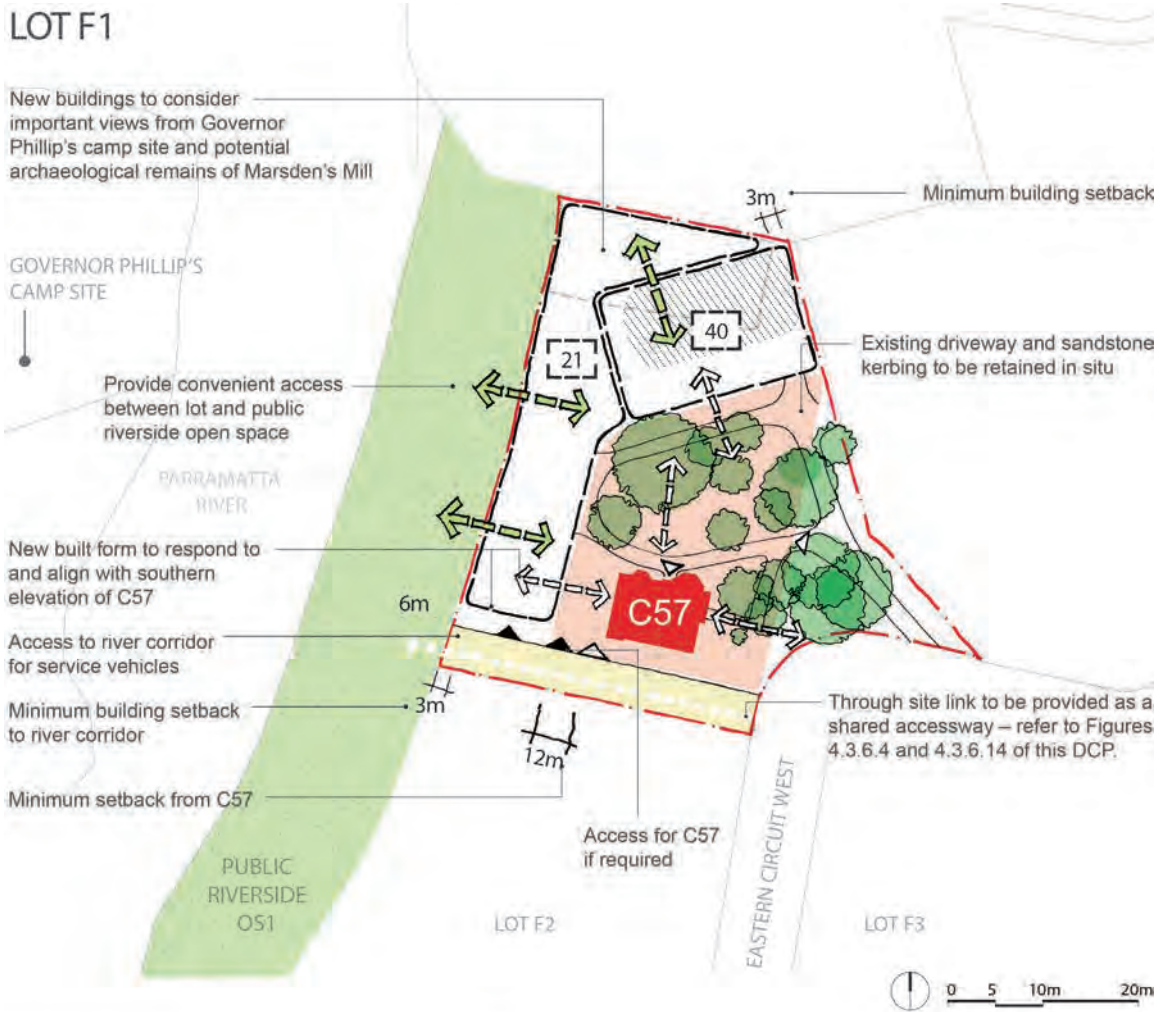 LOT F1
New buildings to consider
important views from Governor
Phillip's camp site and potential
archaeological remains of Marsden's Mill
3m
Minimum building setback
GOVERNOR PHILLIP'S
CAMP SITE
21
40
Existing driveway and sandstone
kerbing to be retained in situ
Provide convenient access
between lot and public
riverside open space
PARRAMATTA
RIVER
New built form to respond to
and align with southern
elevation of C57
6m
C57
Access to river corridor
for service vehicles
Minimum building setback
to river corridor
3m
12m
Through site link to be provided as a
shared accessway – refer to Figures
4.3.6.4 and 4.3.6.14 of this DCP.
Minimum setback from C57
Access for C57
if required
EASTERN CIRCUIT WEST
PUBLIC
RIVERSIDE
OS1
LOT F2
LOT F3
0 5 10m 20m